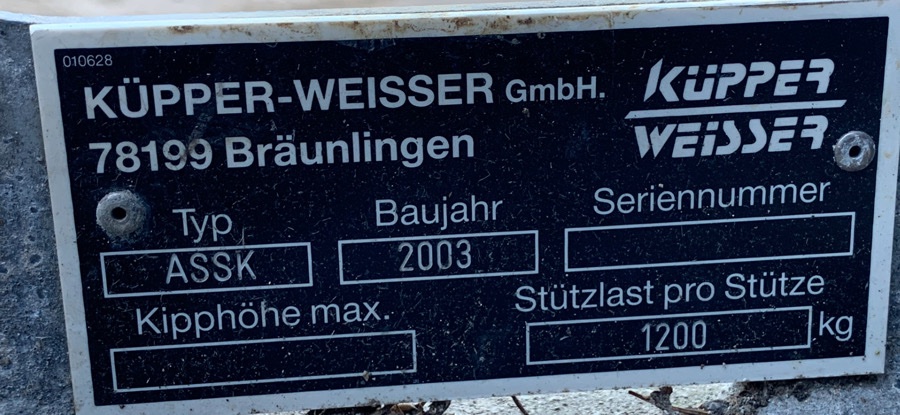 010628
KÜPPER-WEISSER GmbH.
78199 Bräunlingen
KÜPPER
WEISSER
Typ Baujahr Seriennummer
ASSK 2003
Kipphöhe max. Stützlast pro Stütze
1200 kg